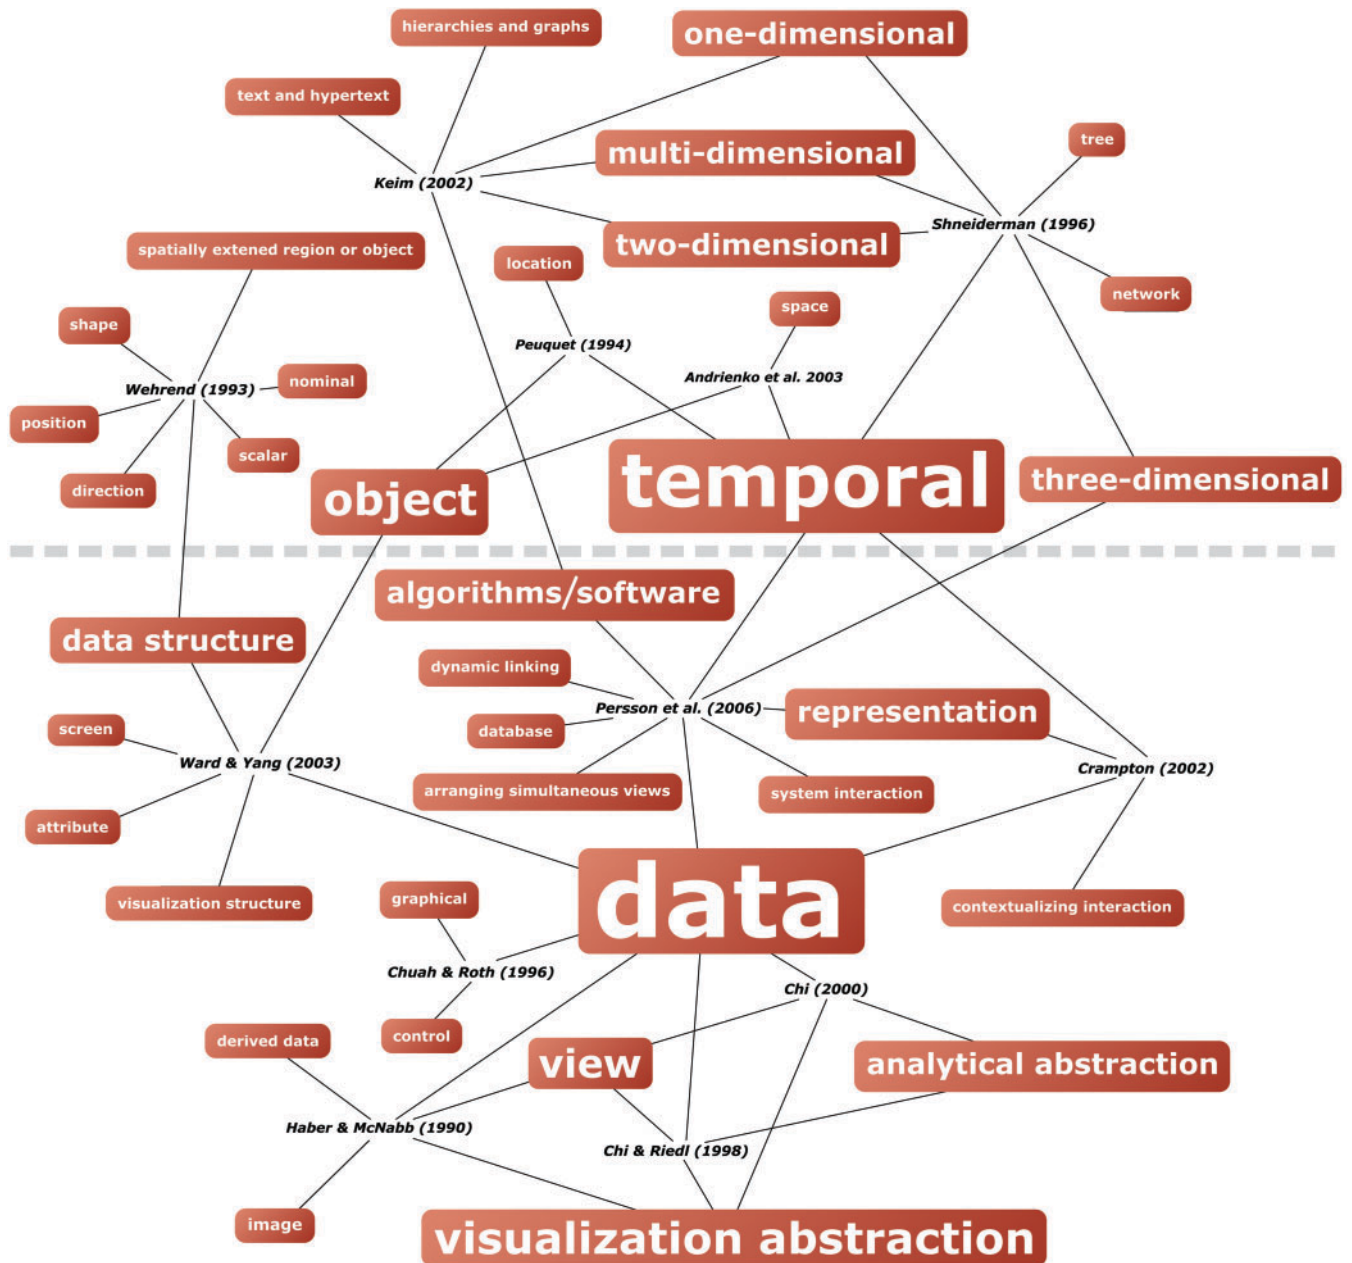 hierarchies and graphs
one-dimensional
text and hypertext
tree
multi-dimensional
Keim (2002)
Shneiderman (1996)
two-dimensional
spatially extened region or object
location
network
space
shape
Peuquet (1994)
Andrienko et al. 2003
nominal
Wehrend (1993)
position
scalar
temporal
three-dimensional
direction
object
algorithms/software
data structure
dynamic linking
Persson et al. (2006)
representation
screen
database
Ward & Yang (2003)
Crampton (2002)
arranging simultaneous views
system interaction
attribute
data
graphical
visualization structure
contextualizing interaction
Chuah & Roth (1996)
Chi (2000)
control
derived data
view
analytical abstraction
Haber & McNabb (1990)
Chi & Riedl (1998)
image
visualization abstraction